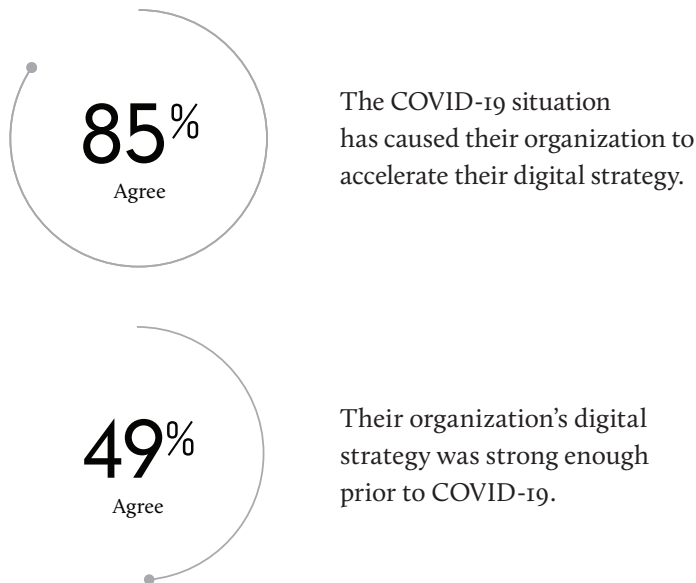 85%
Agree
The COVID-19 situation
has caused their organization to
accelerate their digital strategy.
49%
Agree
Their organization’s digital
strategy was strong enough
prior to COVID-19.